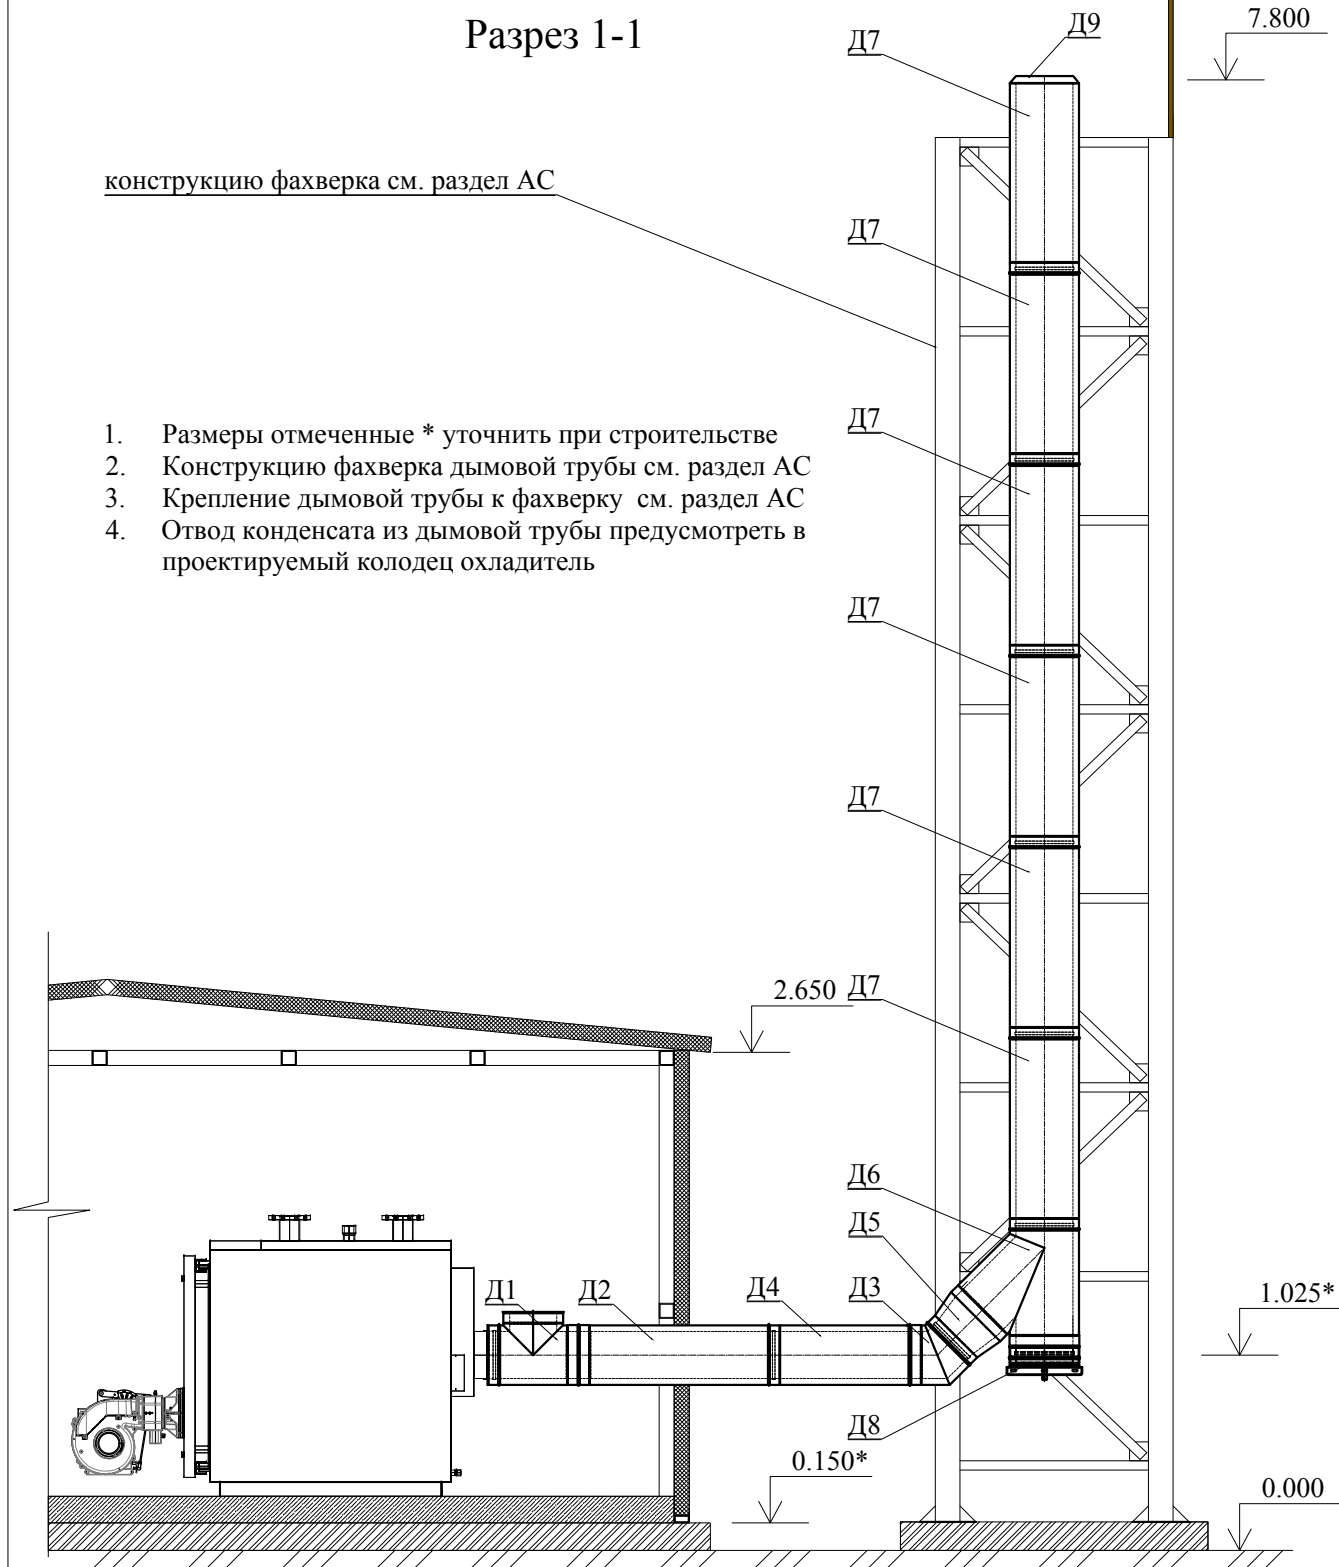 Разрез 1-1
Д7
Д9
7.800
конструкцию фахверка см. раздел АС
Д7
1. Размеры отмеченные * уточнить при строительстве
2. Конструкцию фахверка дымовой трубы см. раздел АС
3. Крепление дымовой трубы к фахверку см. раздел АС
4. Отвод конденсата из дымовой трубы предусмотреть в
проектируемый колодец охладитель
Д7
Д7
Д7
2.650
Д7
Д6
Д5
Д1
Д2
Д4
Д3
1.025*
Д8
0.150*
0.000